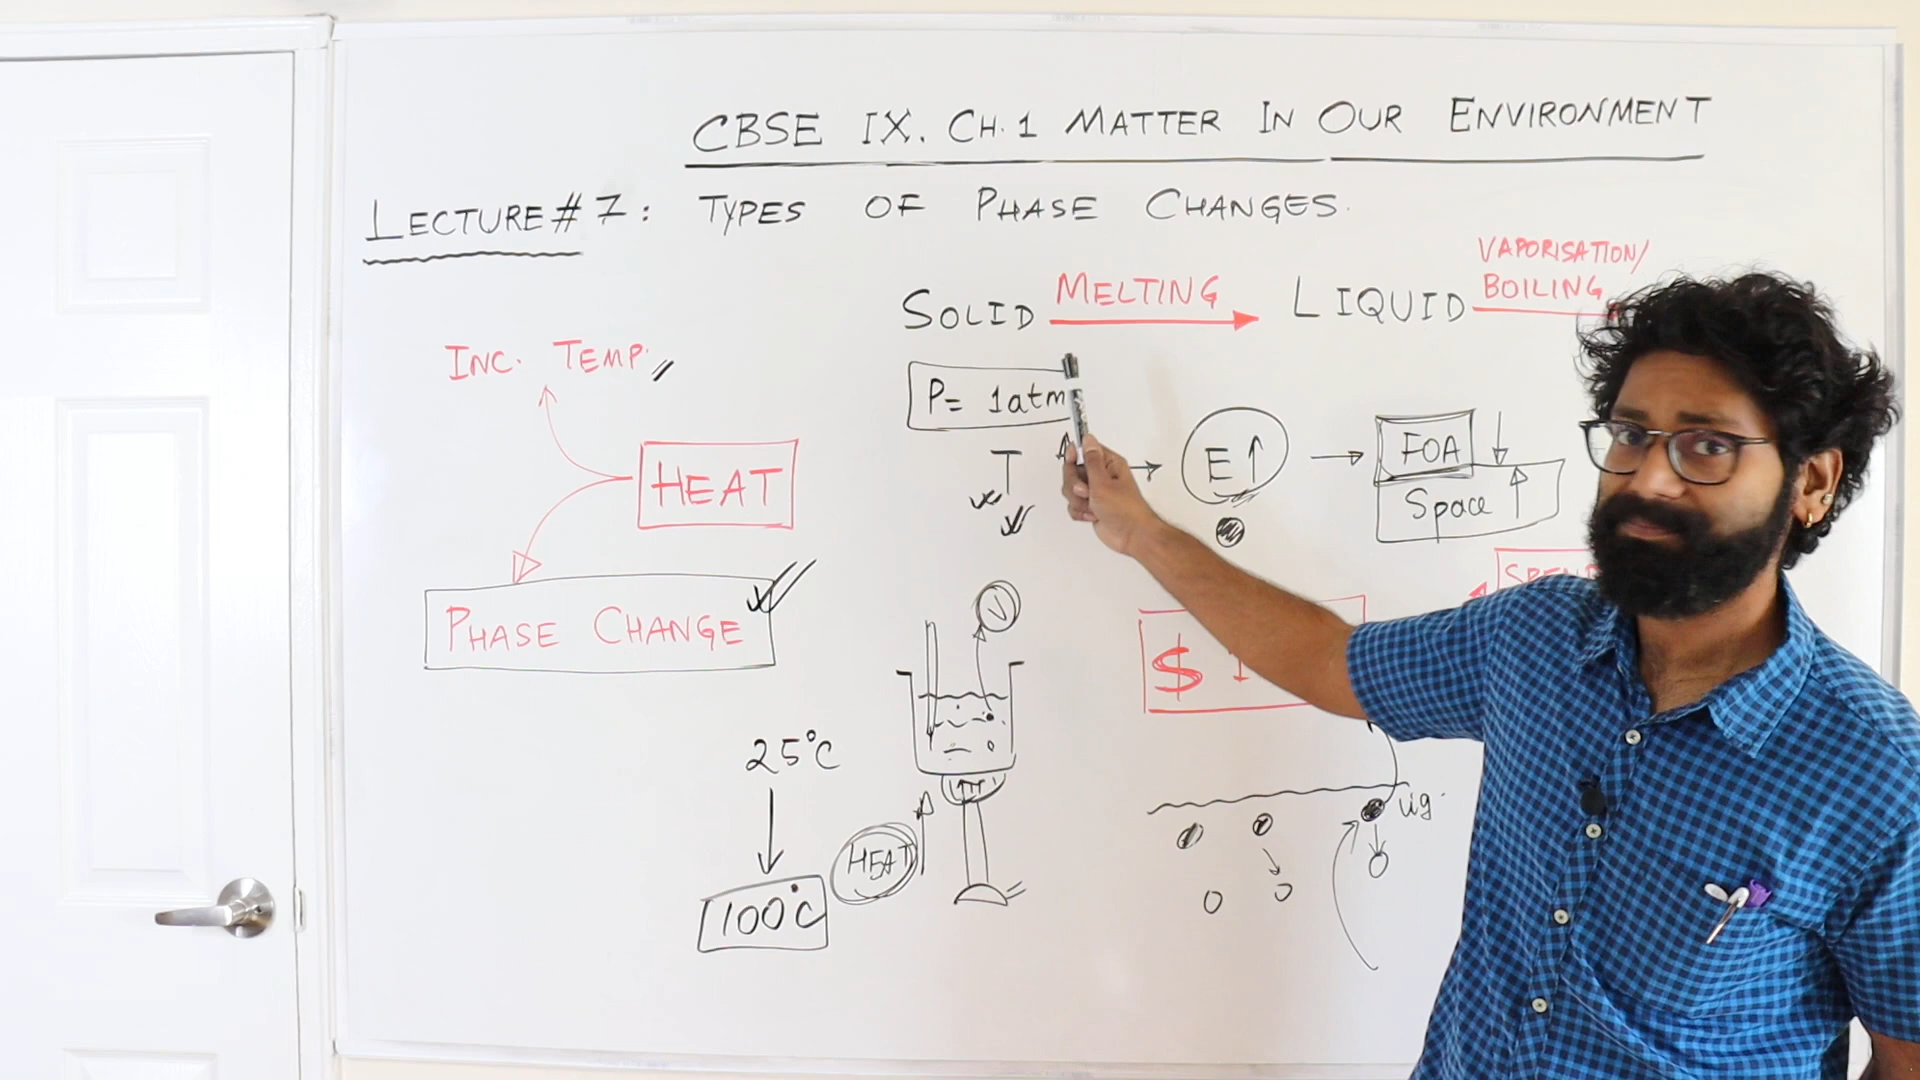 CBSE IX. CH. 1 MATTER IN OUR ENVIRONMENT
LECTURE # 7: TYPES OF PHASE CHANGES.
VAPORISATION/
BOILING
SOLID MELTING LIQUID
INC. TEMP.
P= 1atm
T
E↑
FOA ↓
Space ↑
HEAT
PHASE CHANGE
V
$
25°C
HEAT
100°C
liq.